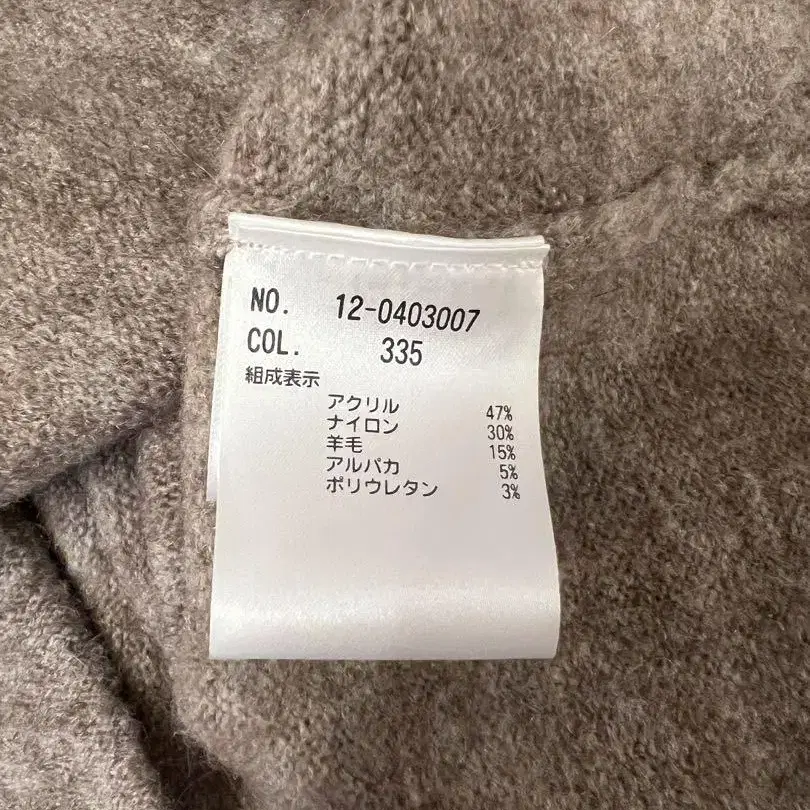 NO. 12-0403007
COL. 335
組成表示
アクリル 47%
ナイロン 30%
羊毛 15%
アルパカ 5%
ポリウレタン 3%